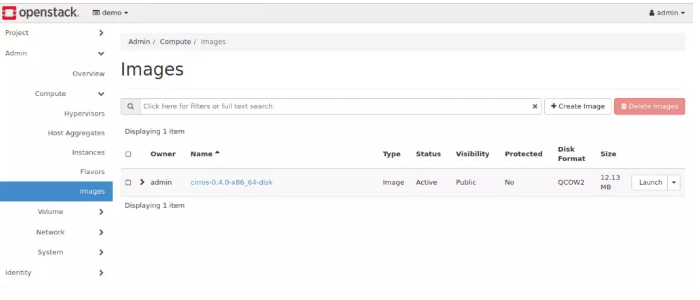 openstack. demo admin
Project
Admin
Overview
Compute
Hypervisors
Host Aggregates
Instances
Flavors
Images
Volume
Network
System
Identity
Admin / Compute / Images
Images
Click here for filters or full text search. × + Create Image Delete Images
Displaying 1 item
Owner Name Type Status Visibility Protected Disk Format Size
admin cirros-0.4.0-x86_64-disk Image Active Public No QCOW2 12.13 MB Launch
Displaying 1 item